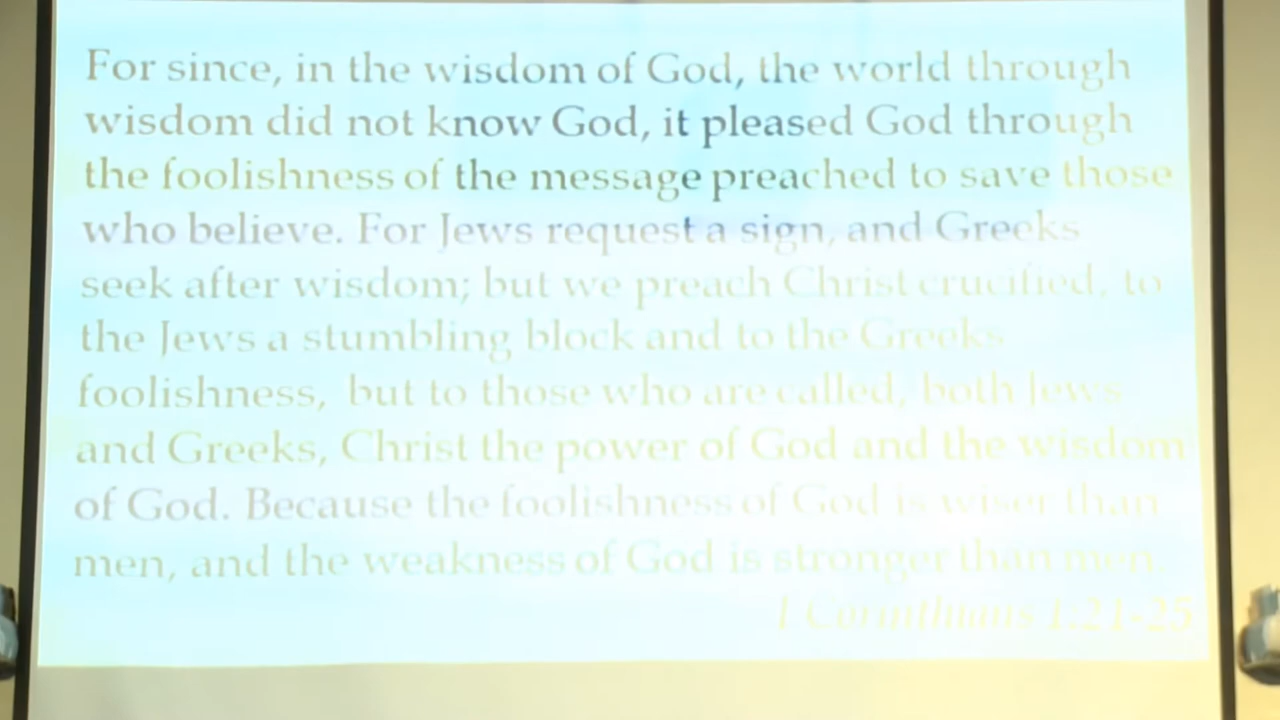 For since, in the wisdom of God, the world through
wisdom did not know God, it pleased God through
the foolishness of the message preached to save those
who believe. For Jews request a sign, and Greeks
seek after wisdom; but we preach Christ crucified, to
the Jews a stumbling block and to the Greeks
foolishness, but to those who are called, both Jews
and Greeks, Christ the power of God and the wisdom
of God. Because the foolishness of God is wiser than
men, and the weakness of God is stronger than men.
1 Corinthians 1:21-25